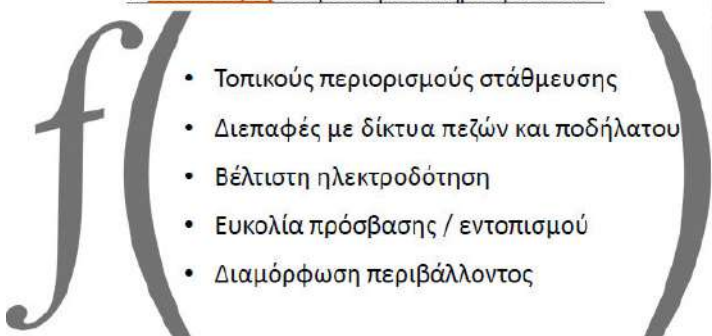 f(
• Τοπικούς περιορισμούς στάθμευσης
• Διεπαφές με δίκτυα πεζών και ποδήλατου
• Βέλτιστη ηλεκτροδότηση
• Ευκολία πρόσβασης / εντοπισμού
• Διαμόρφωση περιβάλλοντος
)